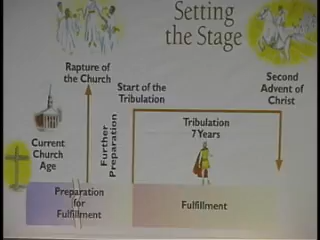 Setting
the Stage
Rapture of
the Church
Start of the
Tribulation
Second
Advent of
Christ
Current
Church
Age
Further
Preparation
Tribulation
7 Years
Preparation
for
Fulfillment
Fulfillment